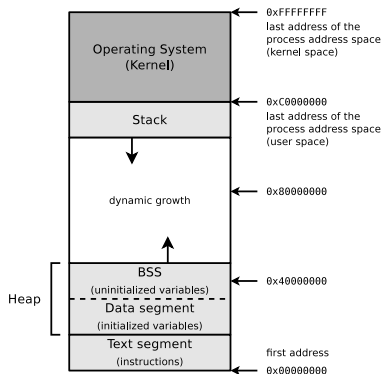 Operating System
(Kernel)
0xFFFFFFFF
last address of the
process address space
(kernel space)
0xC0000000
last address of the
process address space
(user space)
Stack
dynamic growth
0x80000000
0x40000000
Heap
BSS
(uninitialized variables)
Data segment
(initialized variables)
Text segment
(instructions)
first address
0x00000000